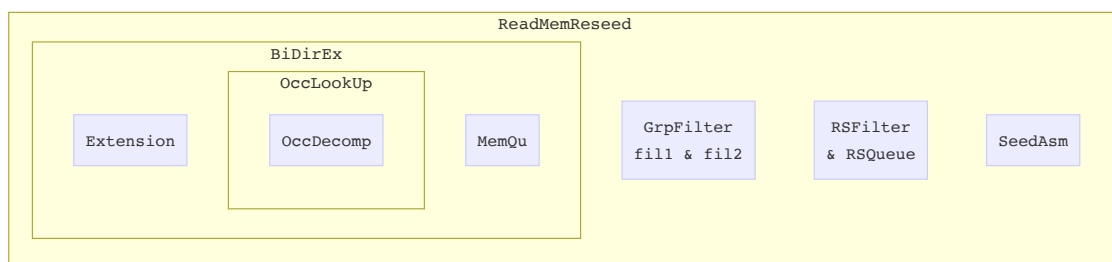 ReadMemReseed
BiDirEx
OccLookUp
Extension
OccDecomp
MemQu
GrpFilter
fil1 & fil2
RSFilter
& RSQueue
SeedAsm